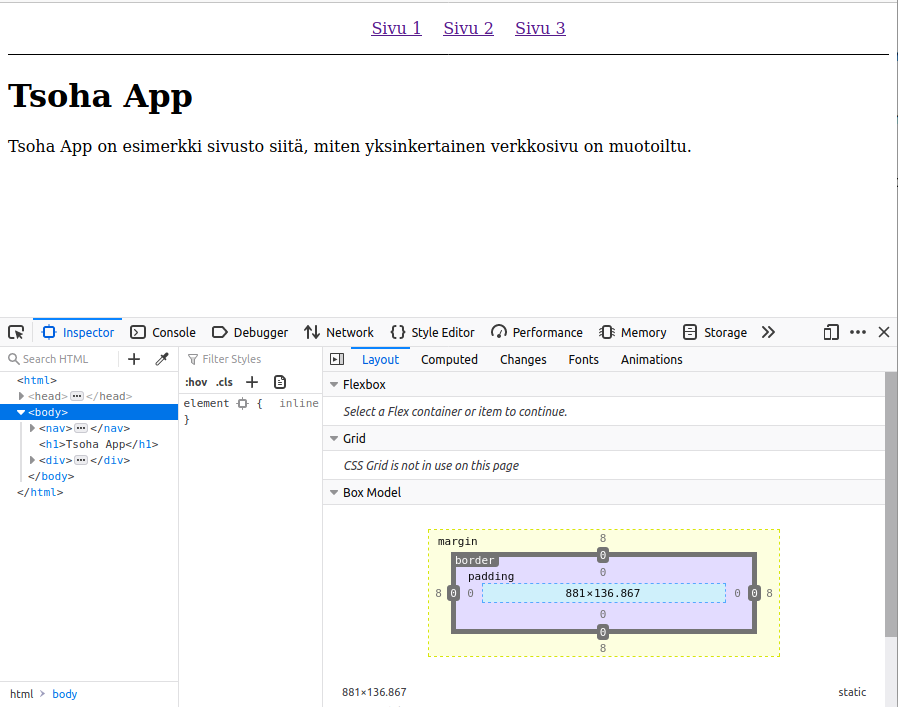 Sivu 1 Sivu 2 Sivu 3
Tsoha App
Tsoha App on esimerkki sivusto siitä, miten yksinkertainen verkkosivu on muotoiltu.
Inspector Console Debugger Network {} Style Editor Performance Memory Storage
Search HTML + Filter Styles Layout Computed Changes Fonts Animations
:hov .cls +
<html>
<head> ··· </head>
<body>
<nav> ··· </nav>
<h1>Tsoha App</h1>
<div> ··· </div>
</body>
</html>
element { inline
}
Flexbox
Select a Flex container or item to continue.
Grid
CSS Grid is not in use on this page
Box Model
margin 8
border 0
padding 0
8 0 0 881×136.867 0 0 8
0
0
8
881×136.867 static
html > body